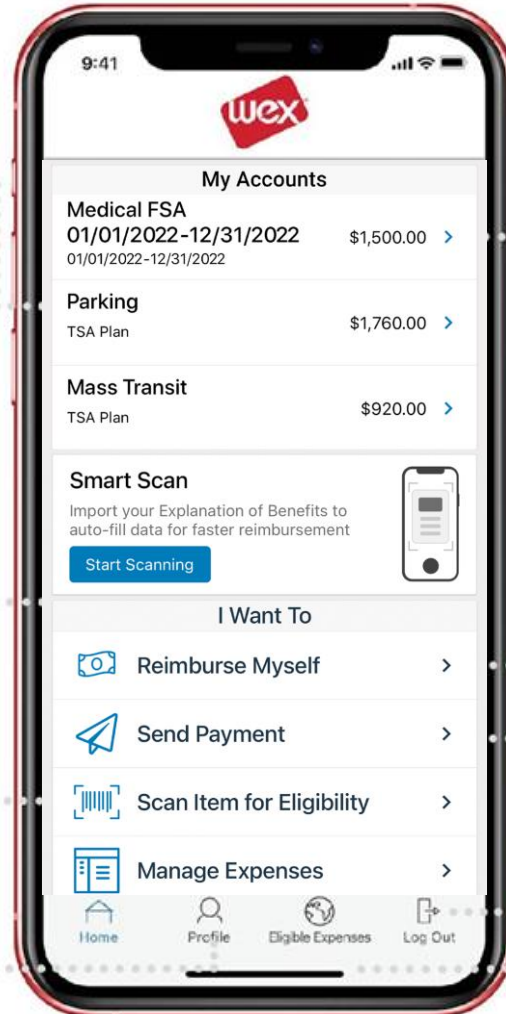 9:41
wex
My Accounts
Medical FSA
01/01/2022-12/31/2022
$1,500.00
01/01/2022-12/31/2022
Parking
$1,760.00
TSA Plan
Mass Transit
$920.00
TSA Plan
Smart Scan
Import your Explanation of Benefits to
auto-fill data for faster reimbursement
Start Scanning
I Want To
Reimburse Myself
Send Payment
Scan Item for Eligibility
Manage Expenses
Home Profile Eligible Expenses Log Out